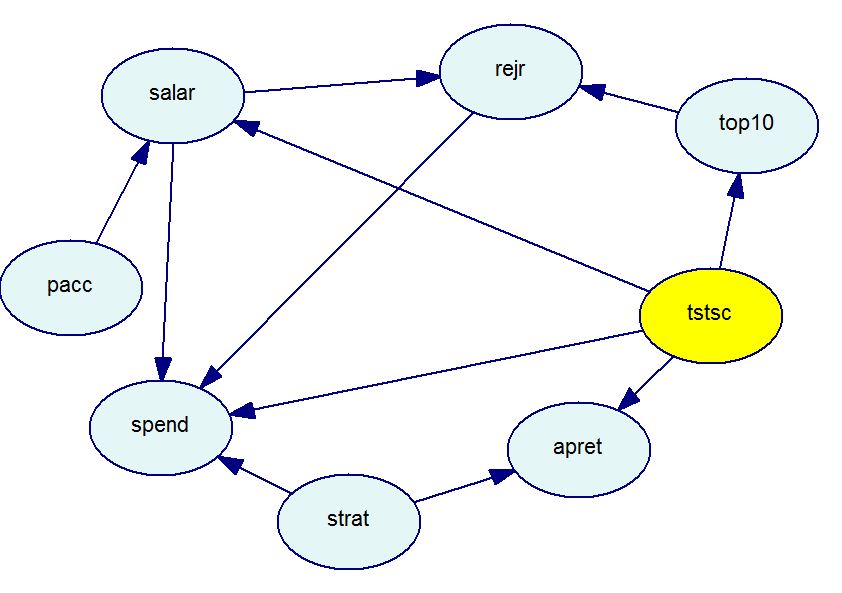 rejr
salar
top10
pacc
tstsc
spend
apret
strat